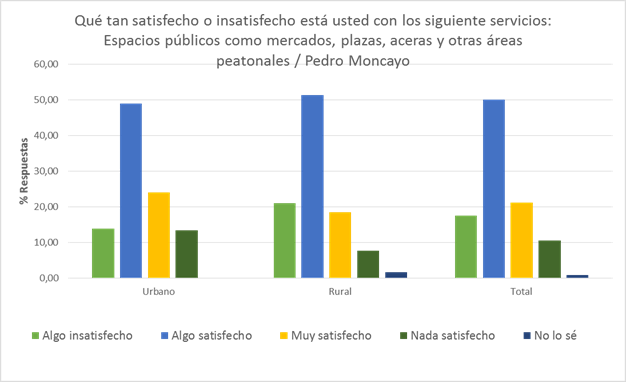 Qué tan satisfecho o insatisfecho está usted con los siguiente servicios:
Espacios públicos como mercados, plazas, aceras y otras áreas
peatonales / Pedro Moncayo
60,00
50,00
40,00
30,00
20,00
10,00
0,00
% Respuestas
Urbano
Rural
Total
Algo insatisfecho
Algo satisfecho
Muy satisfecho
Nada satisfecho
No lo sé